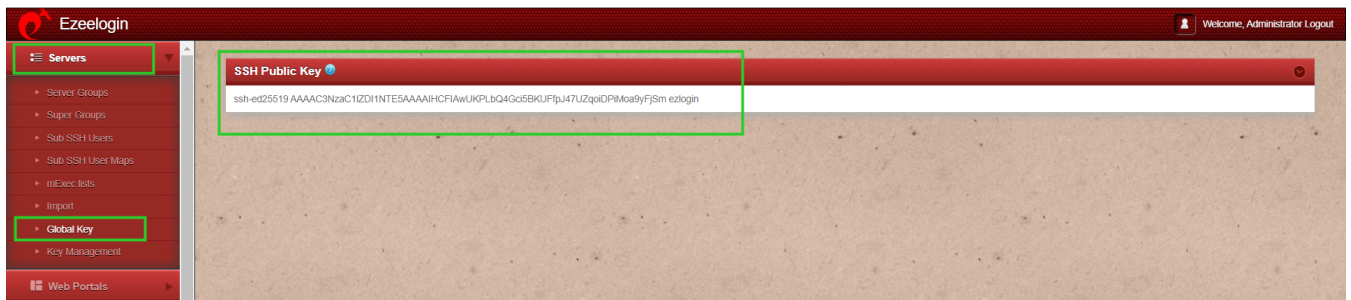 Ezeelogin
Welcome, Administrator Logout
Servers
Server Groups
Super Groups
Sub SSH Users
Sub SSH User Maps
mExec lists
Import
Global Key
Key Management
Web Portals
SSH Public Key
ssh-ed25519 AAAAC3NzaC1lZDI1NTE5AAAAIHCFIAwUKPLbQ4Gci5BKUFfpJ47UZqoiDPiMoa9yFjSm ezlogin